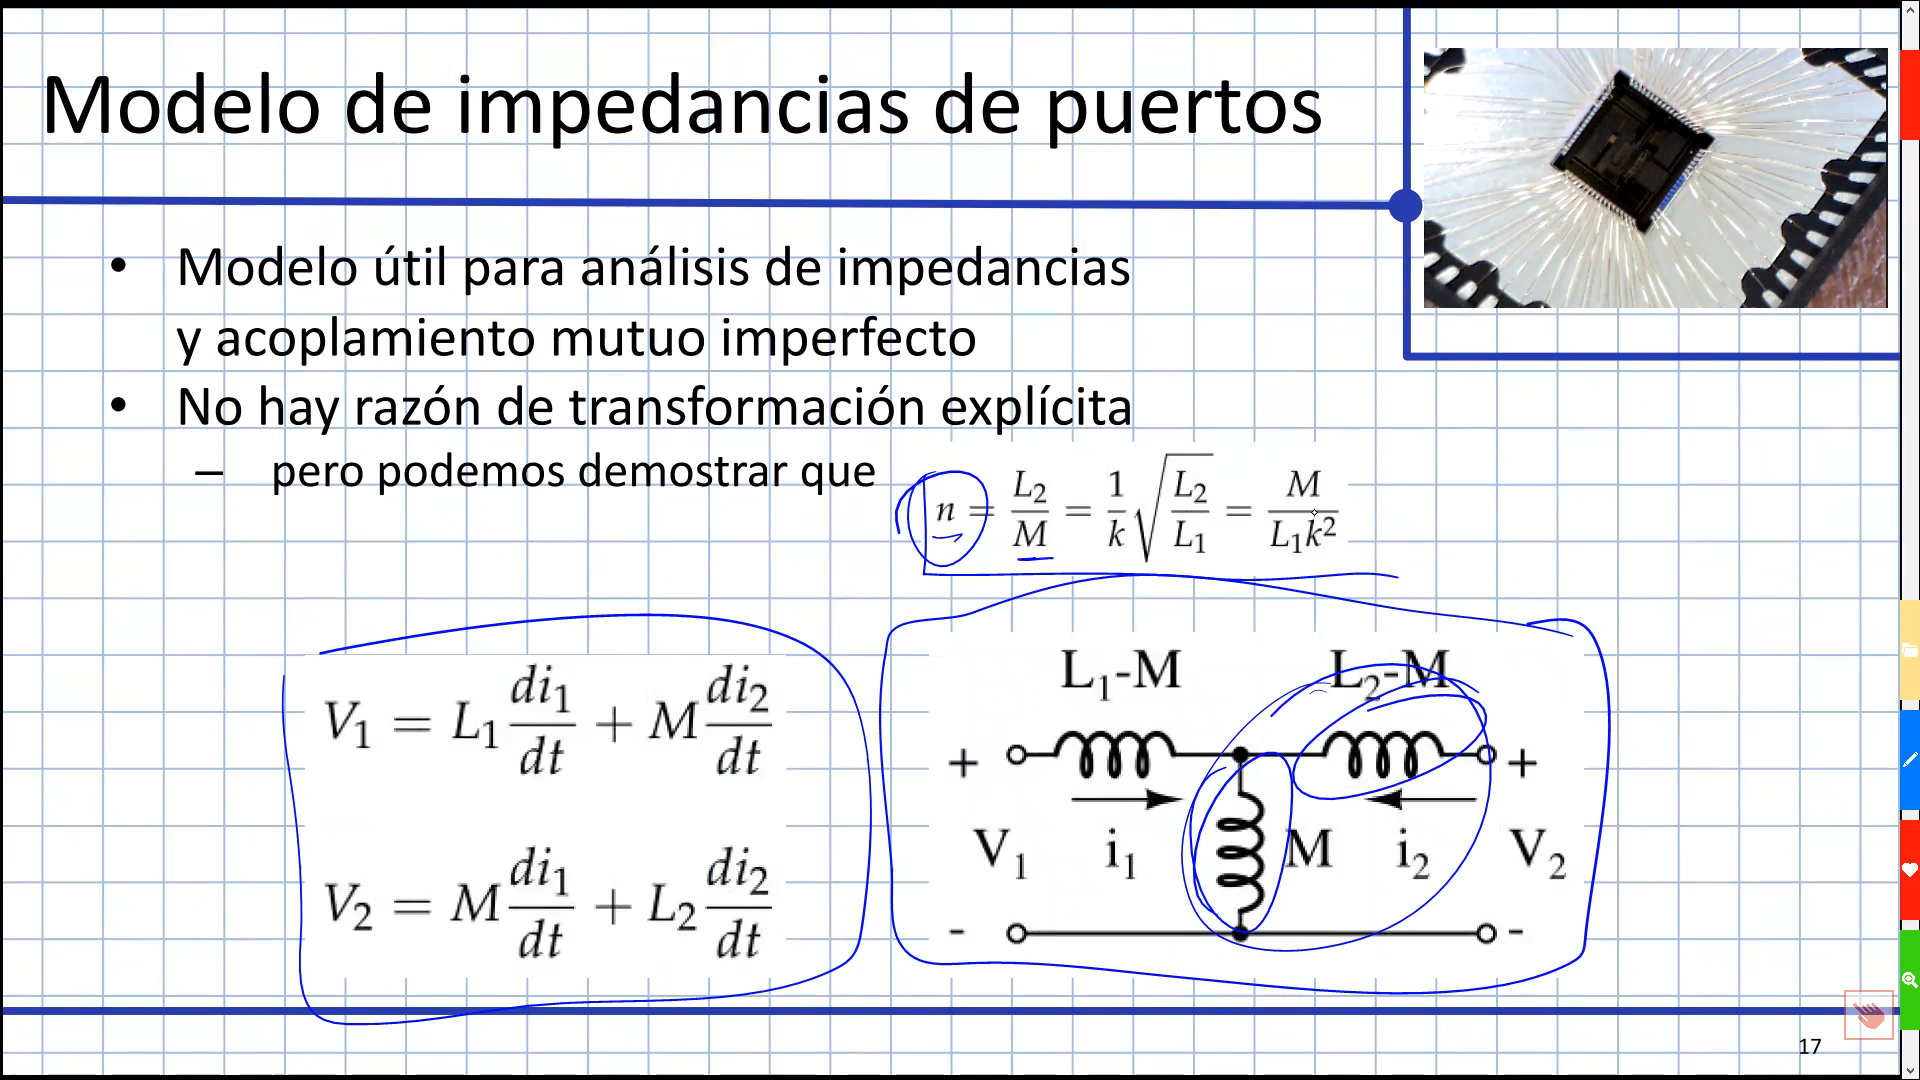 Modelo de impedancias de puertos
• Modelo útil para análisis de impedancias
y acoplamiento mutuo imperfecto
• No hay razón de transformación explícita
– pero podemos demostrar que
n = L₂/M = 1/k √(L₂/L₁) = M/(L₁k²)
V₁ = L₁ di₁/dt + M di₂/dt
V₂ = M di₁/dt + L₂ di₂/dt
L₁-M L₂-M
+ +
V₁ i₁ M i₂ V₂
- -
17